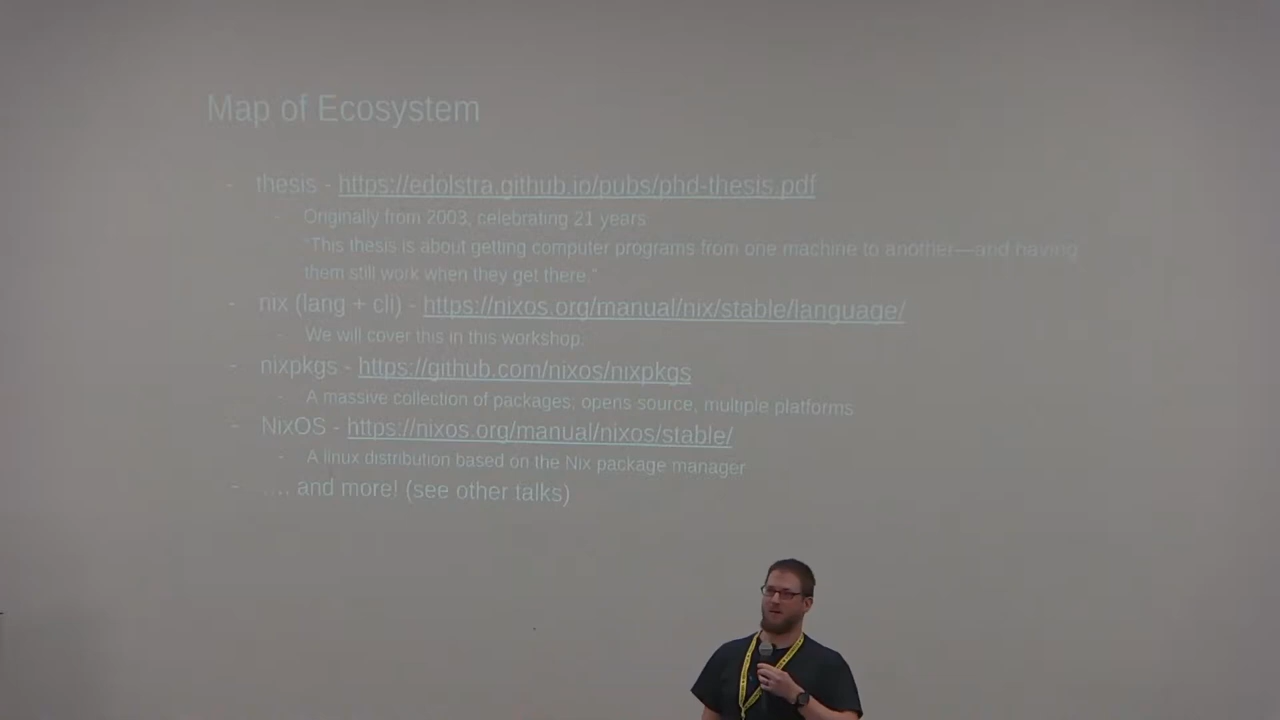 Map of Ecosystem
- thesis - https://edolstra.github.io/pubs/phd-thesis.pdf
- Originally from 2003, celebrating 21 years
"This thesis is about getting computer programs from one machine to another—and having
them still work when they get there."
- nix (lang + cli) - https://nixos.org/manual/nix/stable/language/
- We will cover this in this workshop.
- nixpkgs - https://github.com/nixos/nixpkgs
- A massive collection of packages; opens source, multiple platforms
- NixOS - https://nixos.org/manual/nixos/stable/
- A linux distribution based on the Nix package manager
- .... and more! (see other talks)